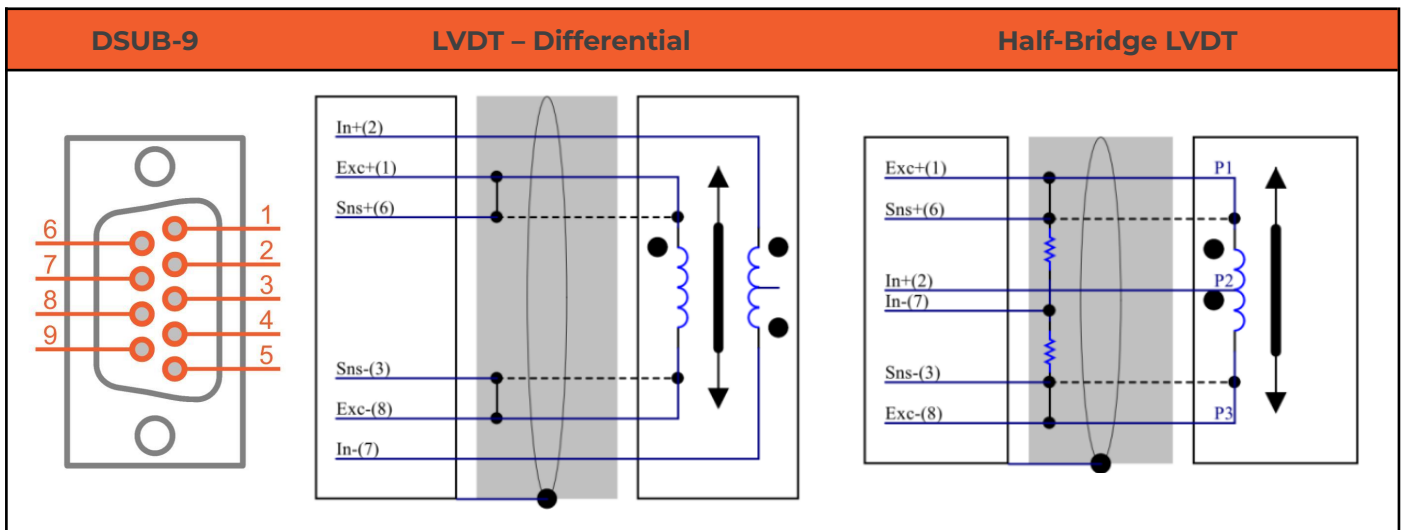 DSUB-9
LVDT – Differential
Half-Bridge LVDT
6
7
8
9
1
2
3
4
5
In+(2)
Exc+(1)
Sns+(6)
Sns-(3)
Exc-(8)
In-(7)
Exc+(1)
Sns+(6)
In+(2)
In-(7)
Sns-(3)
Exc-(8)
P1
P2
P3